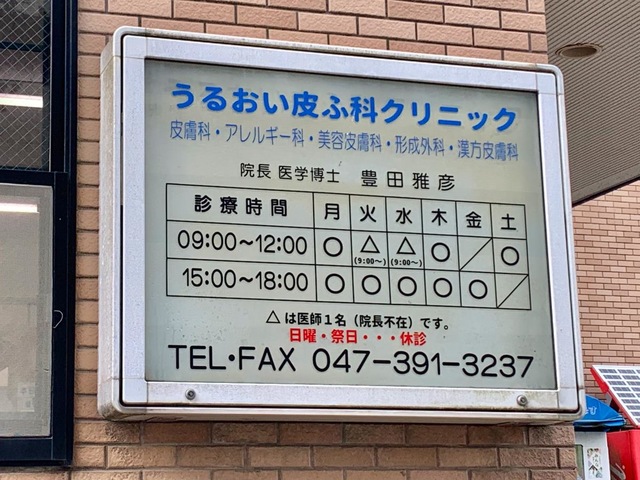 うるおい皮ふ科クリニック
皮膚科・アレルギー科・美容皮膚科・形成外科・漢方皮膚科
院長 医学博士 豊田雅彦
診療時間 月 火 水 木 金 土
09:00〜12:00 ○ △(9:00〜) △(9:00〜) ○ ／ ○
15:00〜18:00 ○ ○ ○ ○ ○ ／
△は医師1名（院長不在）です。
日曜・祭日・・・休診
TEL・FAX 047-391-3237